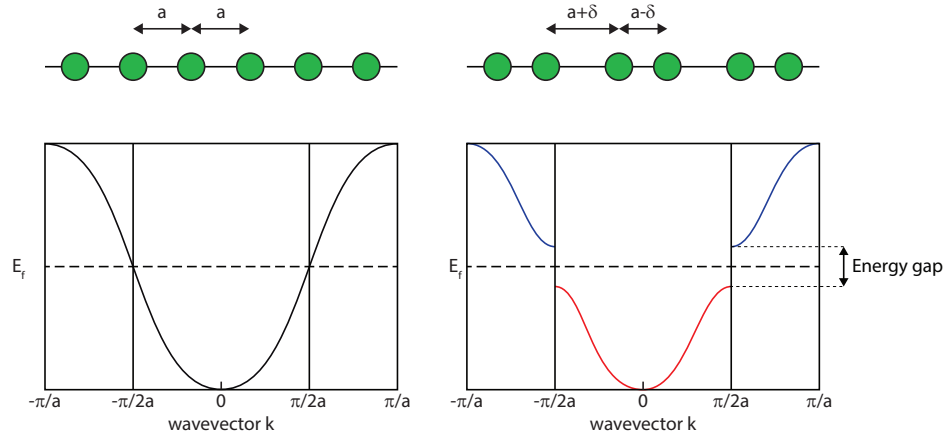 a a
a+δ a-δ
E_f
-π/a -π/2a 0 π/2a π/a
wavevector k
E_f
Energy gap
-π/a -π/2a 0 π/2a π/a
wavevector k